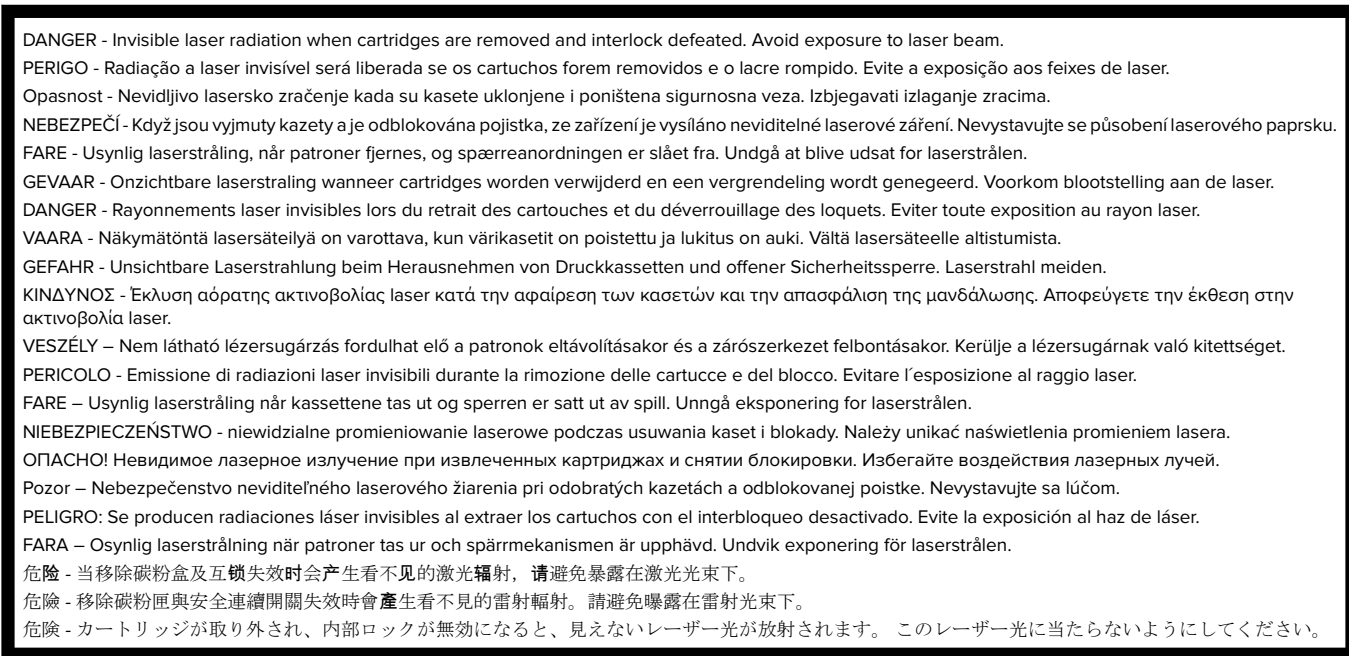 DANGER - Invisible laser radiation when cartridges are removed and interlock defeated. Avoid exposure to laser beam.
PERIGO - Radiação a laser invisível será liberada se os cartuchos forem removidos e o lacre rompido. Evite a exposição aos feixes de laser.
Opasnost - Nevidljivo lasersko zračenje kada su kasete uklonjene i poništena sigurnosna veza. Izbjegavati izlaganje zracima.
NEBEZPEČÍ - Když jsou vyjmuty kazety a je odblokována pojistka, ze zařízení je vysíláno neviditelné laserové záření. Nevystavujte se působení laserového paprsku.
FARE - Usynlig laserstråling, når patroner fjernes, og spærreanordningen er slået fra. Undgå at blive udsat for laserstrålen.
GEVAAR - Onzichtbare laserstraling wanneer cartridges worden verwijderd en een vergrendeling wordt genegeerd. Voorkom blootstelling aan de laser.
DANGER - Rayonnements laser invisibles lors du retrait des cartouches et du déverrouillage des loquets. Eviter toute exposition au rayon laser.
VAARA - Näkymätöntä lasersäteilyä on varottava, kun värikasetit on poistettu ja lukitus on auki. Vältä lasersäteelle altistumista.
GEFAHR - Unsichtbare Laserstrahlung beim Herausnehmen von Druckkassetten und offener Sicherheitssperre. Laserstrahl meiden.
ΚΙΝΔΥΝΟΣ - Έκλυση αόρατης ακτινοβολίας laser κατά την αφαίρεση των κασετών και την απασφάλιση της μανδάλωσης. Αποφεύγετε την έκθεση στην
ακτινοβολία laser.
VESZÉLY – Nem látható lézersugárzás fordulhat elő a patronok eltávolításakor és a zárószerkezet felbontásakor. Kerülje a lézersugárnak való kitettséget.
PERICOLO - Emissione di radiazioni laser invisibili durante la rimozione delle cartucce e del blocco. Evitare l´esposizione al raggio laser.
FARE – Usynlig laserstråling når kassettene tas ut og sperren er satt ut av spill. Unngå eksponering for laserstrålen.
NIEBEZPIECZEŃSTWO - niewidzialne promieniowanie laserowe podczas usuwania kaset i blokady. Należy unikać naświetlenia promieniem lasera.
ОПАСНО! Невидимое лазерное излучение при извлеченных картриджах и снятии блокировки. Избегайте воздействия лазерных лучей.
Pozor – Nebezpečenstvo neviditeľného laserového žiarenia pri odobratých kazetách a odblokovanej poistke. Nevystavujte sa lúčom.
PELIGRO: Se producen radiaciones láser invisibles al extraer los cartuchos con el interbloqueo desactivado. Evite la exposición al haz de láser.
FARA – Osynlig laserstrålning när patroner tas ur och spärrmekanismen är upphävd. Undvik exponering för laserstrålen.
危险 - 当移除碳粉盒及互锁失效时会产生看不见的激光辐射，请避免暴露在激光光束下。
危險 - 移除碳粉匣與安全連續開關失效時會產生看不見的雷射輻射。請避免曝露在雷射光束下。
危険 - カートリッジが取り外され、内部ロックが無効になると、見えないレーザー光が放射されます。 このレーザー光に当たらないようにしてください。